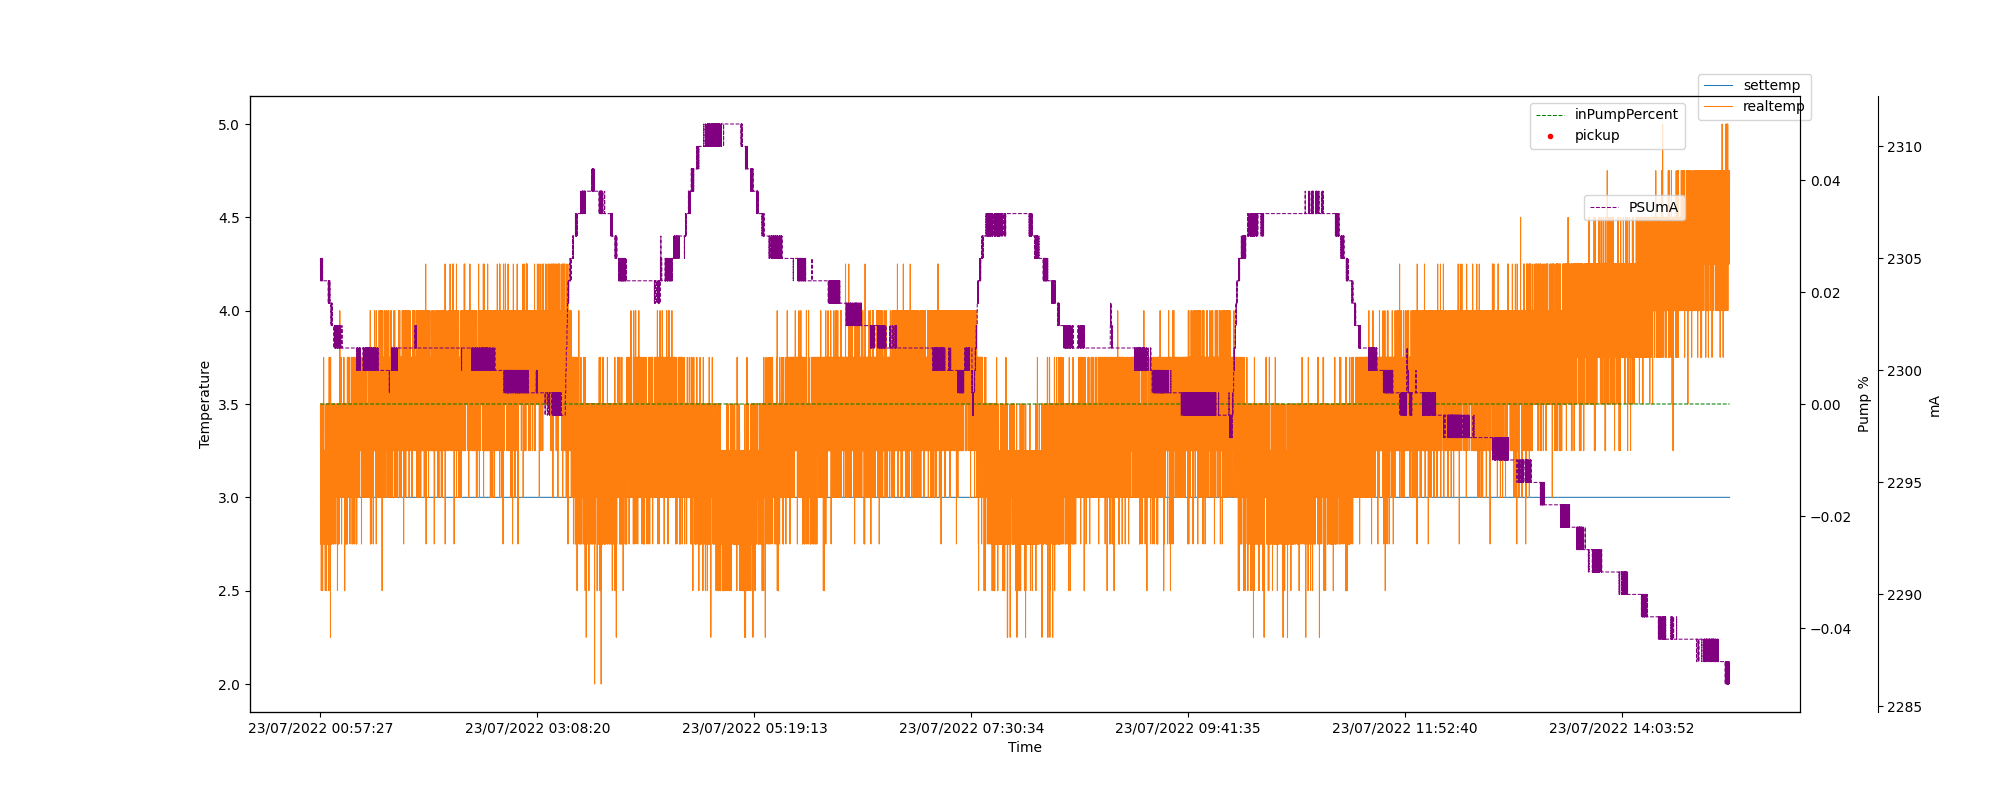 settemp
realtemp
inPumpPercent
pickup
PSUmA
5.0
4.5
4.0
3.5
3.0
2.5
2.0
Temperature
0.04
0.02
0.00
−0.02
−0.04
Pump %
2310
2305
2300
2295
2290
2285
mA
23/07/2022 00:57:27
23/07/2022 03:08:20
23/07/2022 05:19:13
23/07/2022 07:30:34
23/07/2022 09:41:35
23/07/2022 11:52:40
23/07/2022 14:03:52
Time